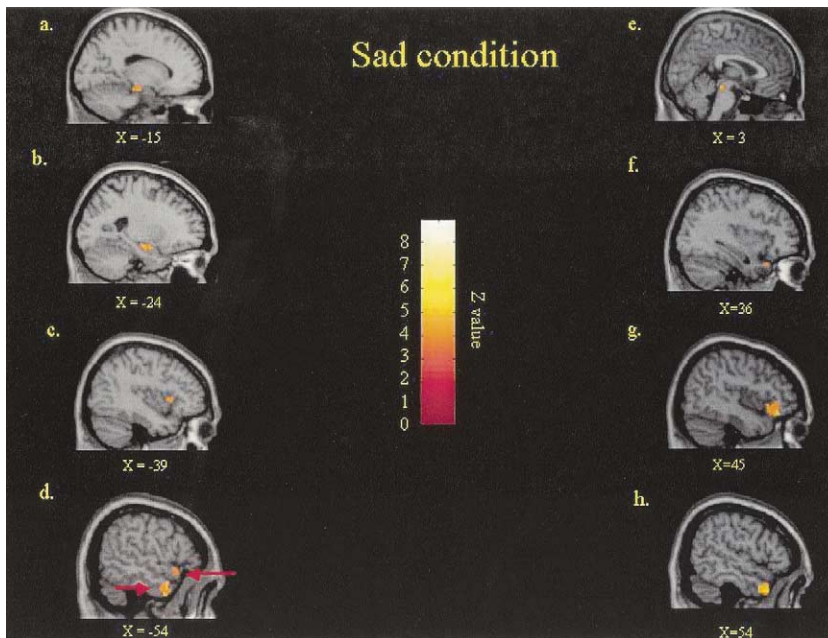 Sad condition
a.
X = -15
b.
X = -24
c.
X = -39
d.
X = -54
8
7
6
5
4
3
2
1
0
Z value
e.
X = 3
f.
X=36
g.
X=45
h.
X=54